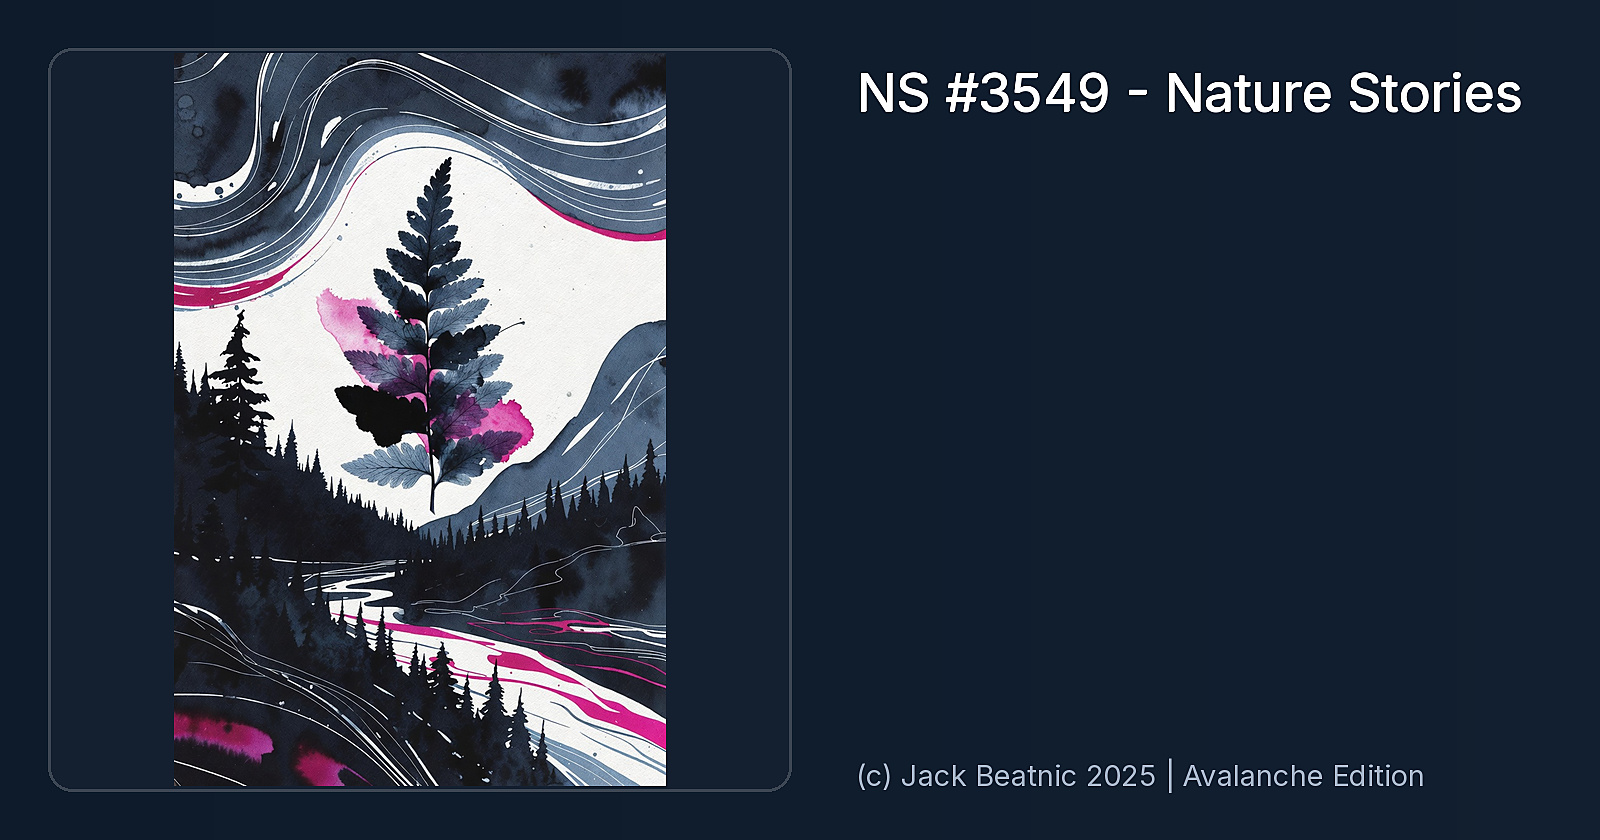 NS #3549 - Nature Stories
(c) Jack Beatnic 2025 | Avalanche Edition